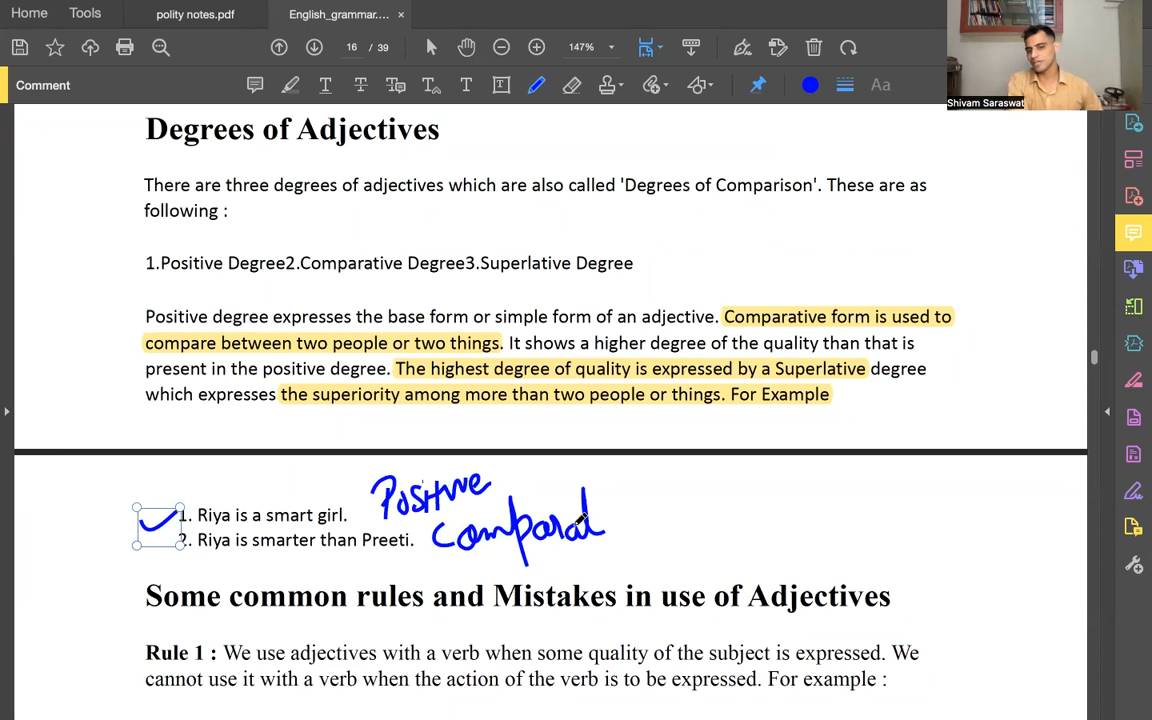 Home Tools polity notes.pdf English_grammar.... ×
16 / 39 147%
Shivam Saraswat
Comment Aa
Degrees of Adjectives
There are three degrees of adjectives which are also called 'Degrees of Comparison'. These are as
following :
1.Positive Degree2.Comparative Degree3.Superlative Degree
Positive degree expresses the base form or simple form of an adjective. Comparative form is used to
compare between two people or two things. It shows a higher degree of the quality than that is
present in the positive degree. The highest degree of quality is expressed by a Superlative degree
which expresses the superiority among more than two people or things. For Example
Positive
1. Riya is a smart girl.
Comparat
2. Riya is smarter than Preeti.
Some common rules and Mistakes in use of Adjectives
Rule 1 : We use adjectives with a verb when some quality of the subject is expressed. We
cannot use it with a verb when the action of the verb is to be expressed. For example :